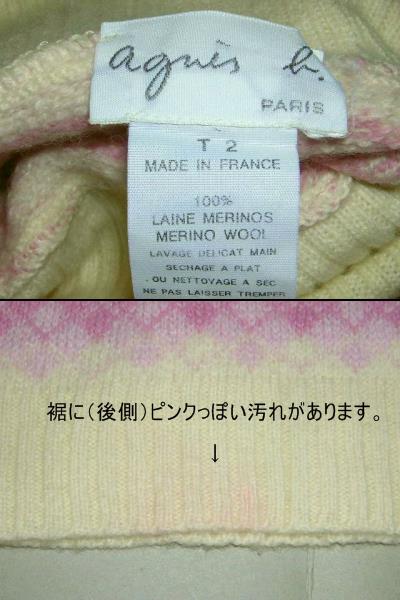 agnès b.
PARIS
T 2
MADE IN FRANCE
100%
LAINE MERINOS
MERINO WOOL
LAVAGE DELICAT MAIN
SECHAGE A PLAT
OU NETTOYAGE A SEC
NE PAS LAISSER TREMPER
裾に（後側）ピンクっぽい汚れがあります。
↓